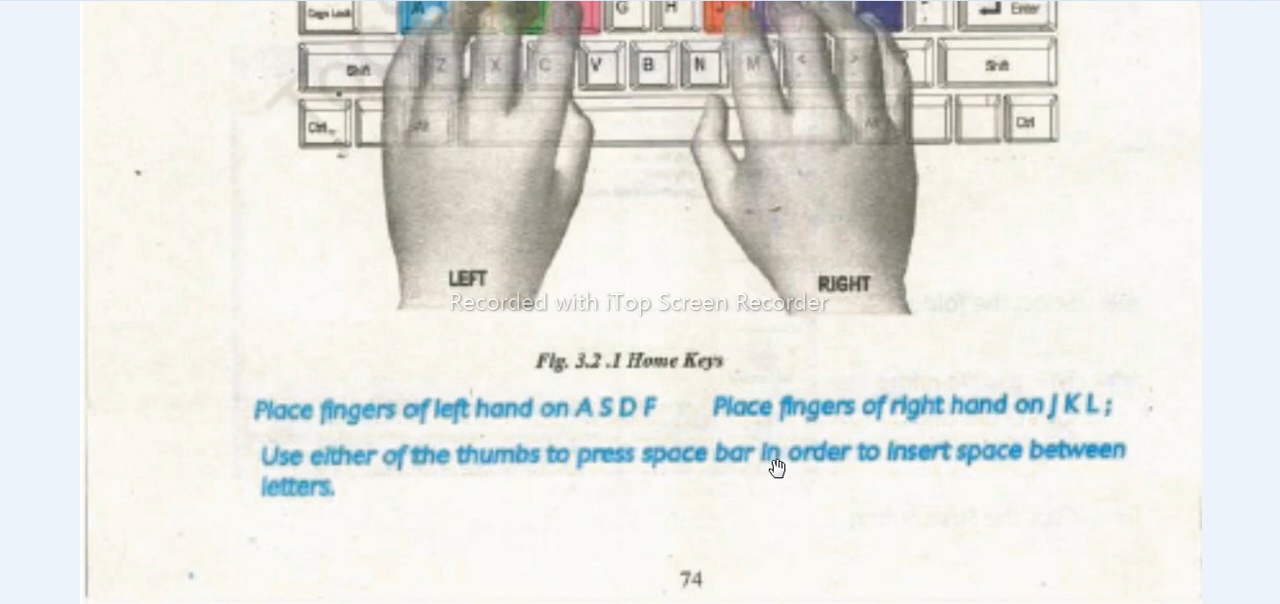 Caps Lock A G H J Enter
Shift Z X C V B N M < > Shift
Ctrl Alt Alt Ctrl
LEFT RIGHT
Recorded with iTop Screen Recorder
Fig. 3.2 .1 Home Keys
Place fingers of left hand on A S D F Place fingers of right hand on J K L ;
Use either of the thumbs to press space bar in order to insert space between
letters.
74